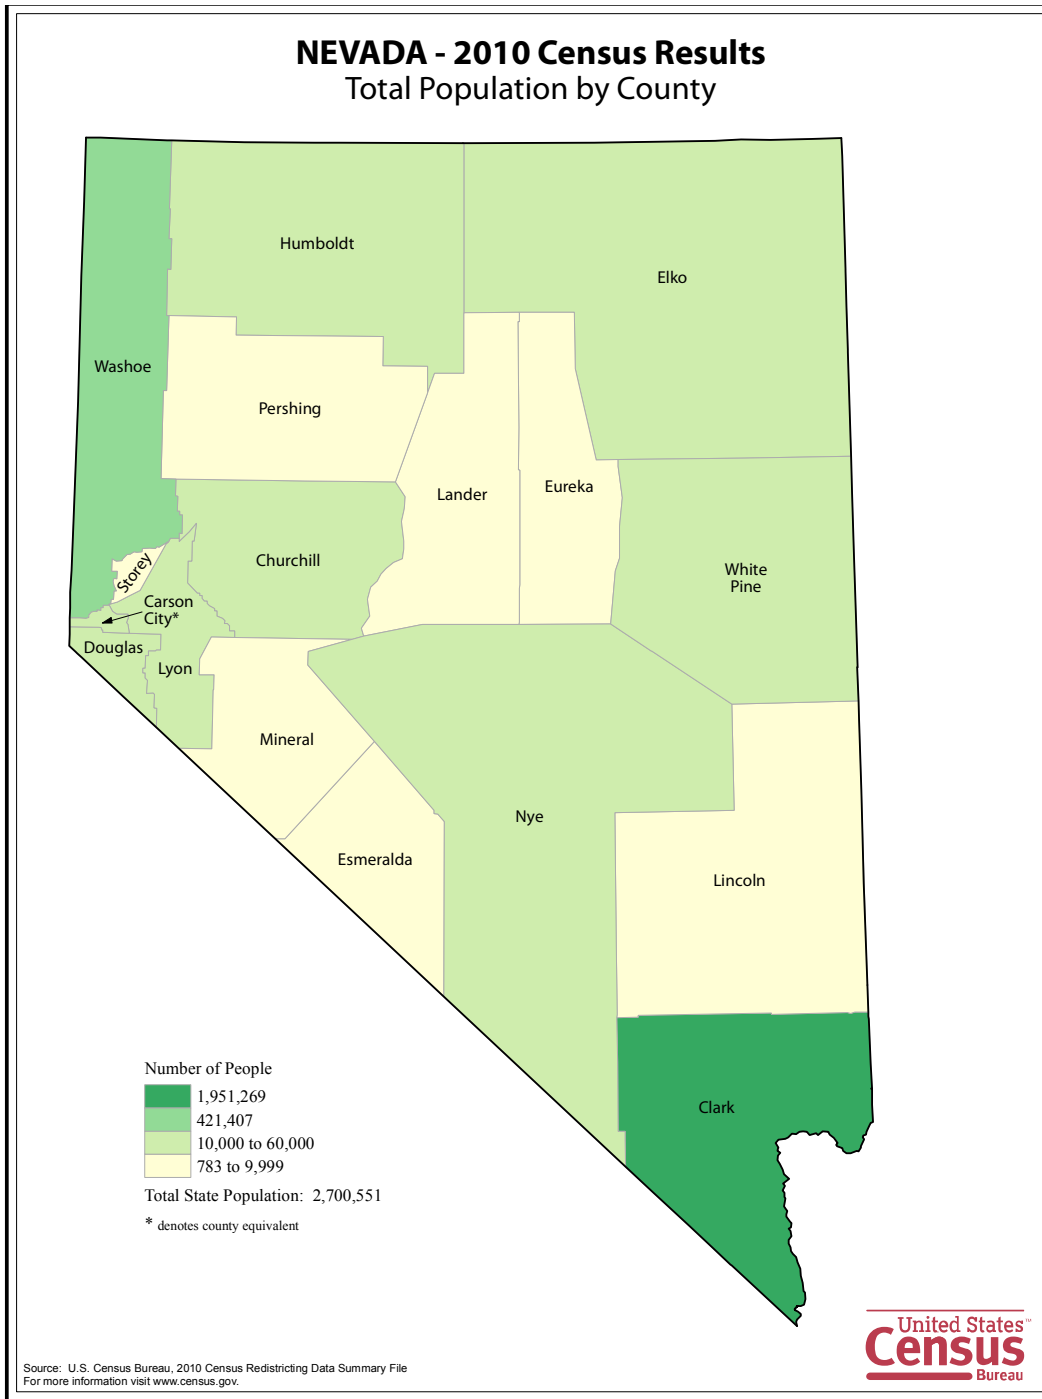 NEVADA - 2010 Census Results
Total Population by County
Humboldt
Elko
Washoe
Pershing
Lander
Eureka
Churchill
Storey
White
Pine
Carson
City*
Douglas
Lyon
Mineral
Nye
Esmeralda
Lincoln
Clark
Number of People
1,951,269
421,407
10,000 to 60,000
783 to 9,999
Total State Population: 2,700,551
* denotes county equivalent
United States™
Census
Bureau
Source: U.S. Census Bureau, 2010 Census Redistricting Data Summary File
For more information visit www.census.gov.